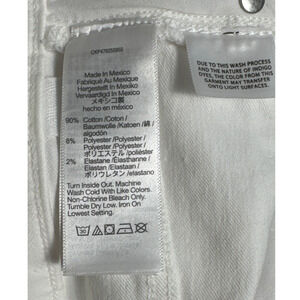 Made In Mexico
Fabriqué Au Mexique
Hergestellt In Mexiko
Vervaardigd In Mexico
メキシコ製
hecho en méxico
90% Cotton /Coton /
Baumwolle /Katoen /綿 /
algodón
8% Polyester /Polyester /
Polyester /Polyester /
ポリエステル /poliéster
2% Elastane /Élasthanne /
Elastan /Elastaan /
ポリウレタン /elastano
Turn Inside Out. Machine
Wash Cold With Like Colors.
Non-Chlorine Bleach Only.
Tumble Dry Low. Iron On
Lowest Setting.
DUE TO THIS WASH PROCESS
AND THE NATURE OF INDIGO
DYES, THE COLOR FROM THIS
GARMENT MAY TRANSFER
ONTO LIGHT SURFACES.